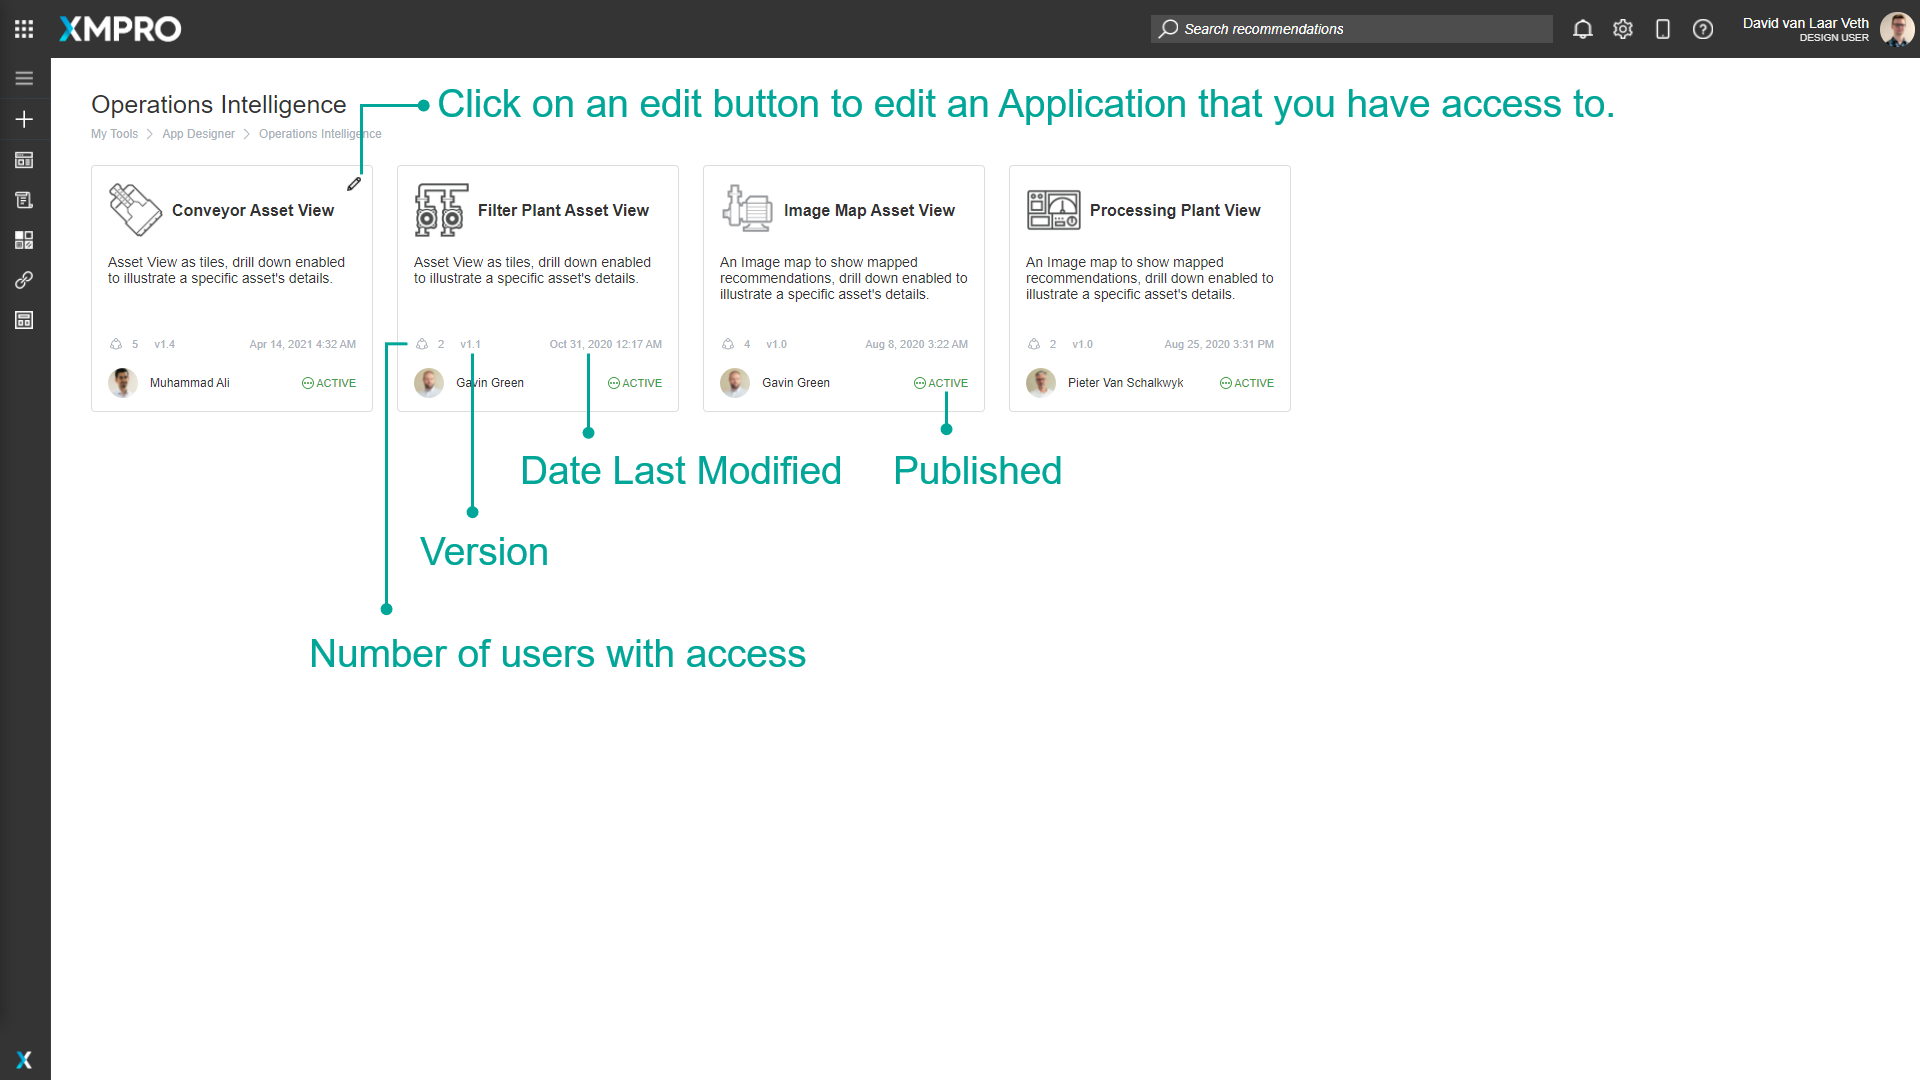 XMPRO
Search recommendations
David van Laar Veth
DESIGN USER
Operations Intelligence
Click on an edit button to edit an Application that you have access to.
My Tools > App Designer > Operations Intelligence
Conveyor Asset View
Asset View as tiles, drill down enabled
to illustrate a specific asset's details.
5 v1.4 Apr 14, 2021 4:32 AM
Muhammad Ali ACTIVE
Filter Plant Asset View
Asset View as tiles, drill down enabled
to illustrate a specific asset's details.
2 v1.1 Oct 31, 2020 12:17 AM
Gavin Green ACTIVE
Image Map Asset View
An Image map to show mapped
recommendations, drill down enabled to
illustrate a specific asset's details.
4 v1.0 Aug 8, 2020 3:22 AM
Gavin Green ACTIVE
Processing Plant View
An Image map to show mapped
recommendations, drill down enabled to
illustrate a specific asset's details.
2 v1.0 Aug 25, 2020 3:31 PM
Pieter Van Schalkwyk ACTIVE
Date Last Modified
Published
Version
Number of users with access
X